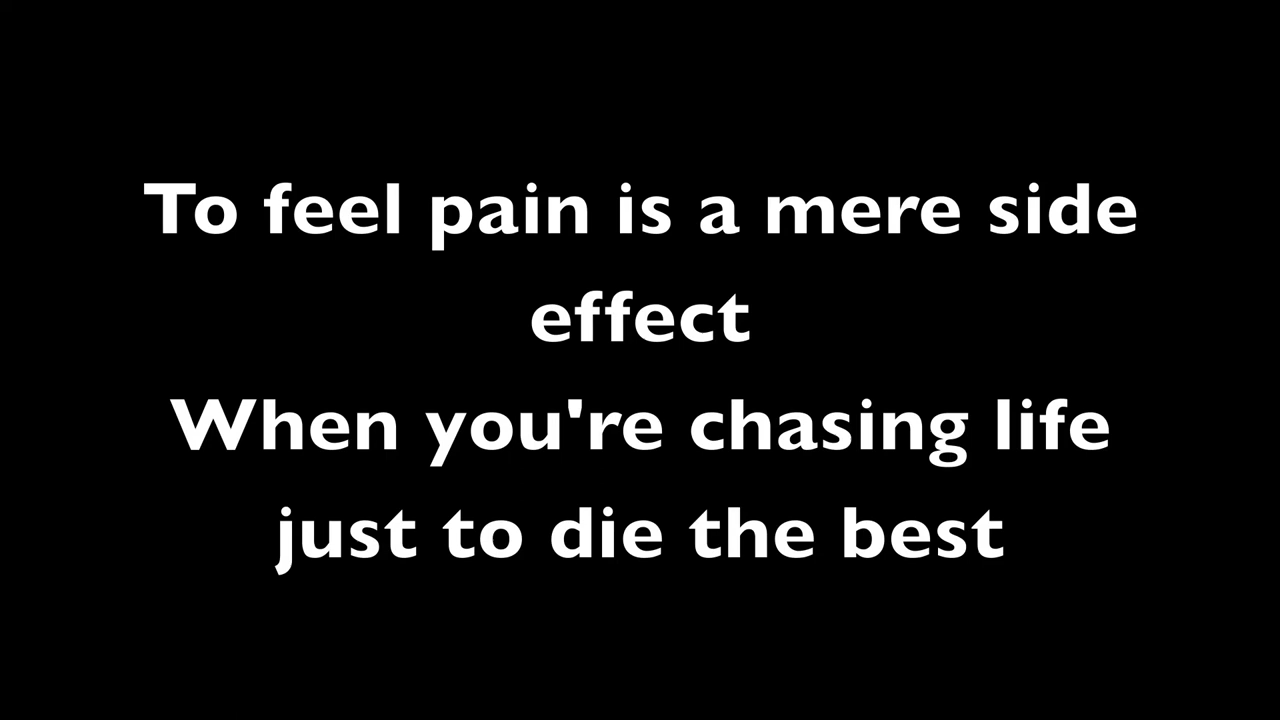 To feel pain is a mere side
effect
When you're chasing life
just to die the best